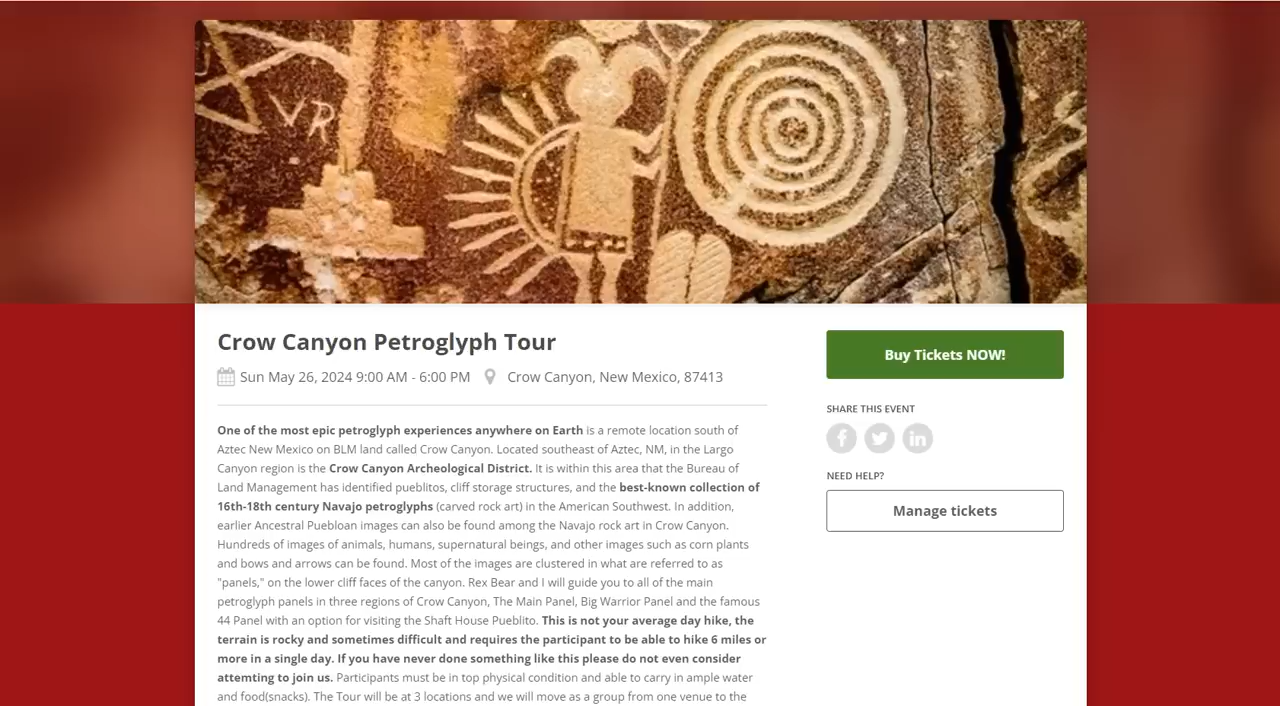 VR
Crow Canyon Petroglyph Tour
Sun May 26, 2024 9:00 AM - 6:00 PM Crow Canyon, New Mexico, 87413
Buy Tickets NOW!
SHARE THIS EVENT
NEED HELP?
Manage tickets
One of the most epic petroglyph experiences anywhere on Earth is a remote location south of
Aztec New Mexico on BLM land called Crow Canyon. Located southeast of Aztec, NM, in the Largo
Canyon region is the Crow Canyon Archeological District. It is within this area that the Bureau of
Land Management has identified pueblitos, cliff storage structures, and the best-known collection of
16th-18th century Navajo petroglyphs (carved rock art) in the American Southwest. In addition,
earlier Ancestral Puebloan images can also be found among the Navajo rock art in Crow Canyon.
Hundreds of images of animals, humans, supernatural beings, and other images such as corn plants
and bows and arrows can be found. Most of the images are clustered in what are referred to as
"panels," on the lower cliff faces of the canyon. Rex Bear and I will guide you to all of the main
petroglyph panels in three regions of Crow Canyon, The Main Panel, Big Warrior Panel and the famous
44 Panel with an option for visiting the Shaft House Pueblito. This is not your average day hike, the
terrain is rocky and sometimes difficult and requires the participant to be able to hike 6 miles or
more in a single day. If you have never done something like this please do not even consider
attemting to join us. Participants must be in top physical condition and able to carry in ample water
and food(snacks). The Tour will be at 3 locations and we will move as a group from one venue to the